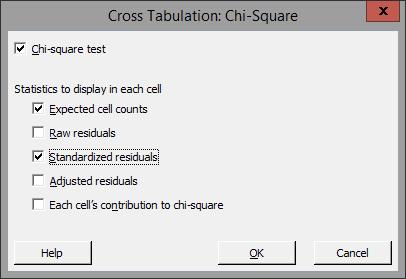 Cross Tabulation: Chi-Square
x
Chi-square test
Statistics to display in each cell
Expected cell counts
Raw residuals
Standardized residuals
Adjusted residuals
Each cell's contribution to chi-square
Help OK Cancel